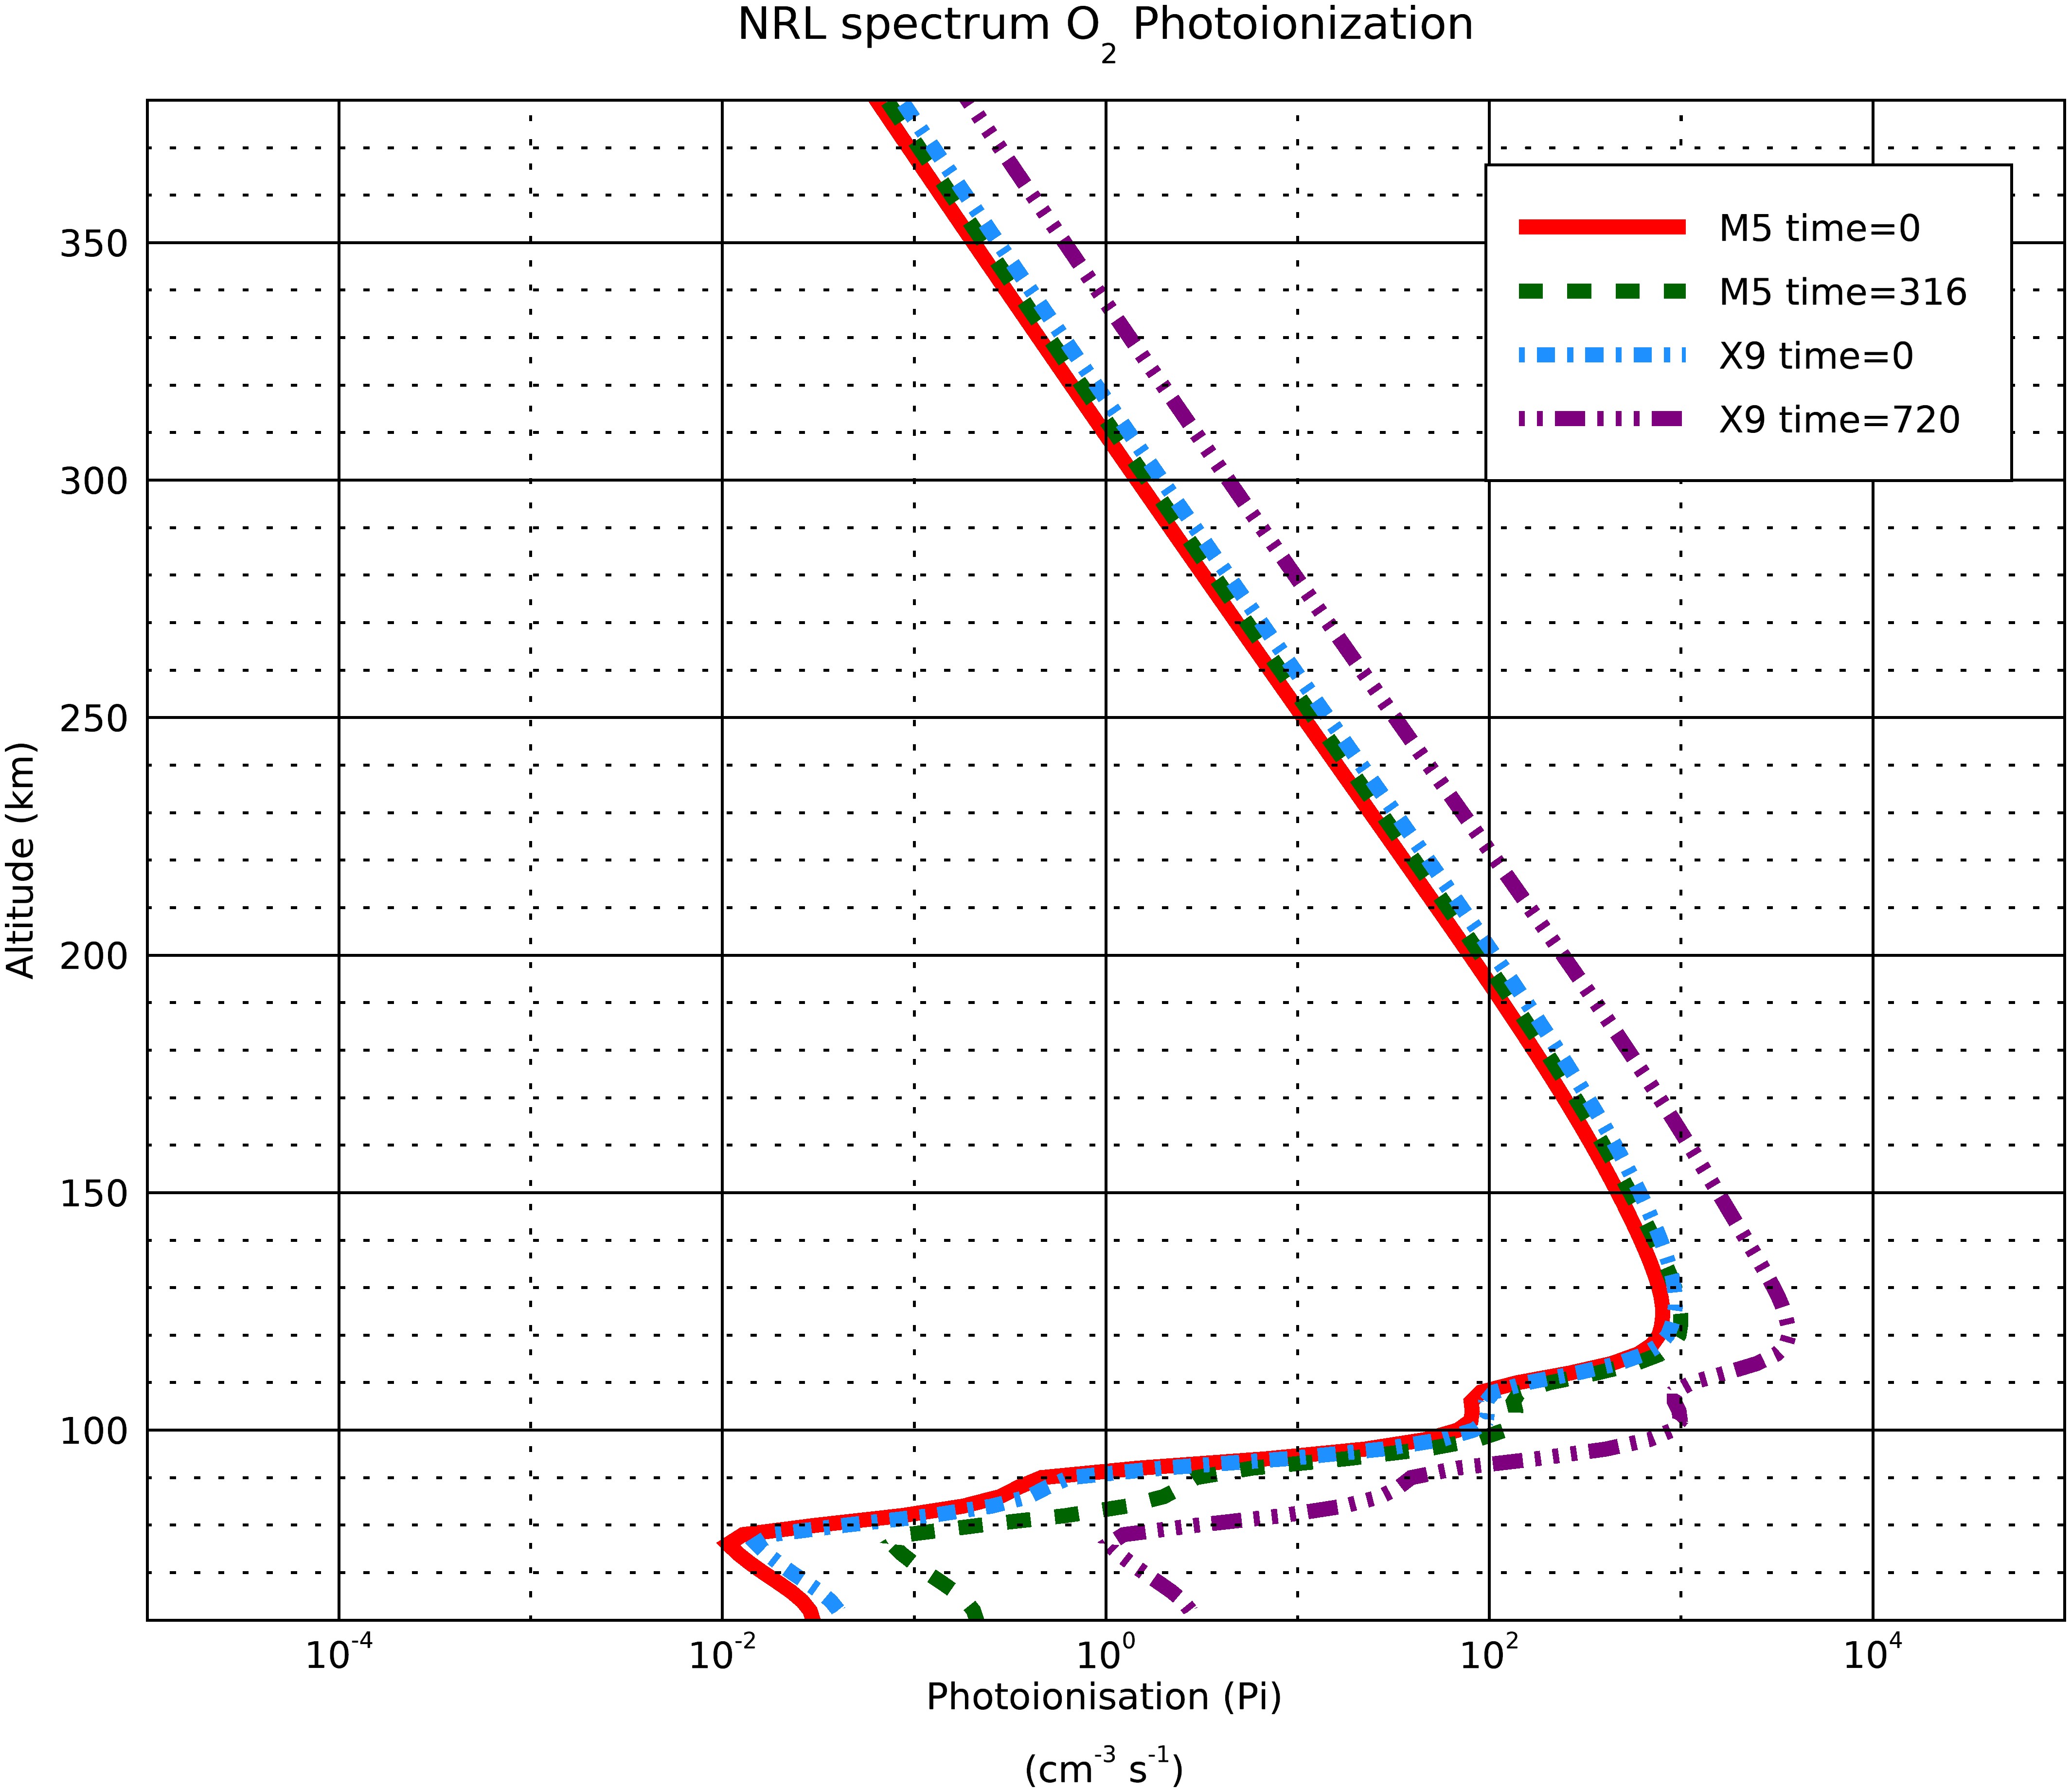 NRL spectrum O₂ Photoionization
M5 time=0
M5 time=316
X9 time=0
X9 time=720
350
300
250
200
150
100
Altitude (km)
10⁻⁴ 10⁻² 10⁰ 10² 10⁴
Photoionisation (Pi)
(cm⁻³ s⁻¹)